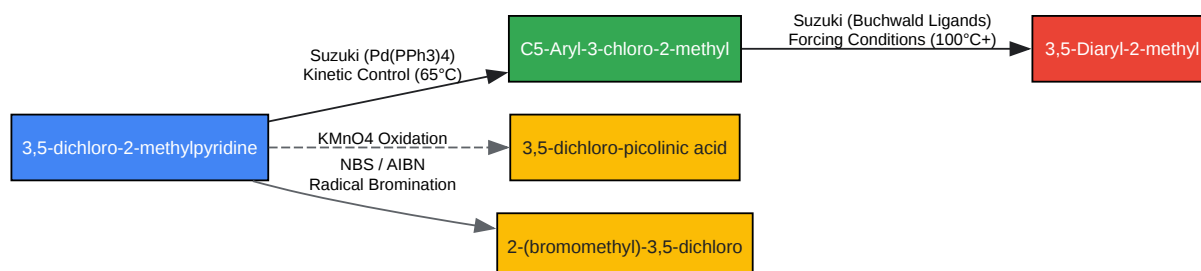 Suzuki (Pd(PPh3)4)
Kinetic Control (65°C)
C5-Aryl-3-chloro-2-methyl
Suzuki (Buchwald Ligands)
Forcing Conditions (100°C+)
3,5-Diaryl-2-methyl
3,5-dichloro-2-methylpyridine
KMnO4 Oxidation
3,5-dichloro-picolinic acid
NBS / AIBN
Radical Bromination
2-(bromomethyl)-3,5-dichloro